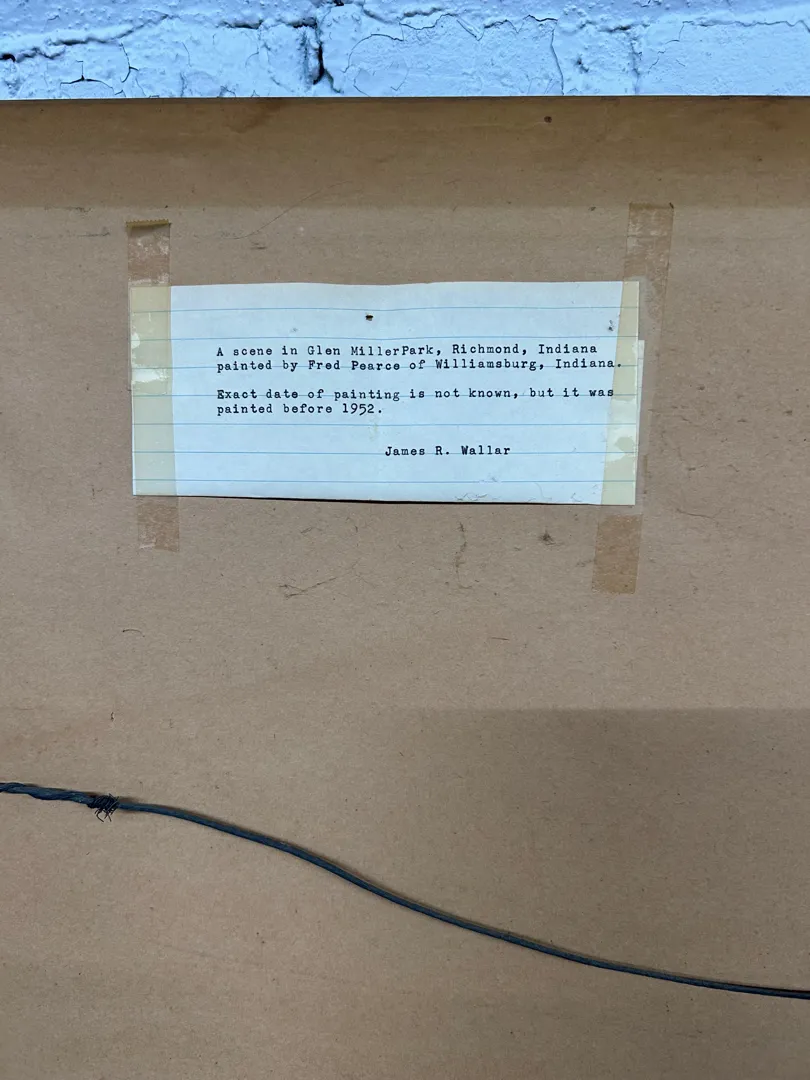 A scene in Glen MillerPark, Richmond, Indiana
painted by Fred Pearce of Williamsburg, Indiana.
Exact date of painting is not known, but it was
painted before 1952.
James R. Wallar